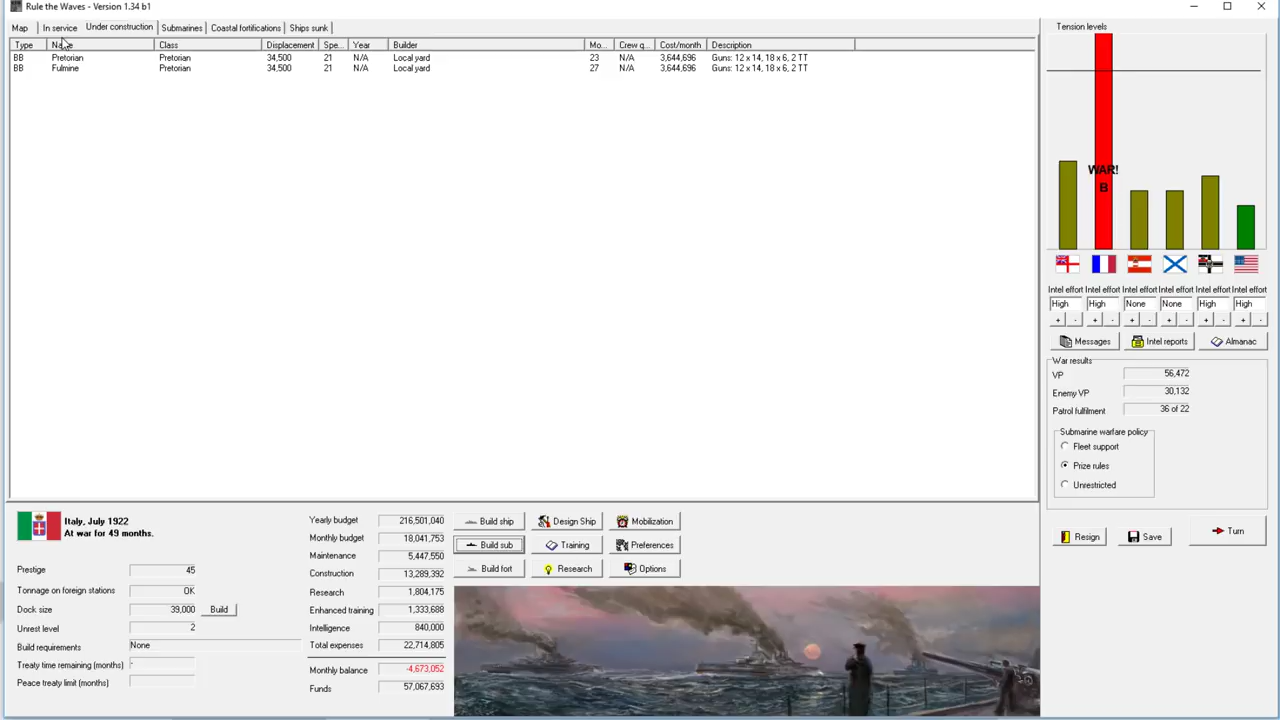 Rule the Waves - Version 1.34 b1
Map In service Under construction Submarines Coastal fortifications Ships sunk
Type Name Class Displacement Spe... Year Builder Mo... Crew q... Cost/month Description
BB Pretorian Pretorian 34,500 21 N/A Local yard 23 N/A 3,644,696 Guns: 12 x 14, 18 x 6, 2 TT
BB Fulmine Pretorian 34,500 21 N/A Local yard 27 N/A 3,644,696 Guns: 12 x 14, 18 x 6, 2 TT
Tension levels
WAR!
B
Intel effort Intel effort Intel effort Intel effort Intel effort Intel effort
High High None None High High
+ - + - + - + - + - + -
Messages Intel reports Almanac
War results
VP 56,472
Enemy VP 30,132
Patrol fulfilment 36 of 22
Submarine warfare policy
Fleet support
Prize rules
Unrestricted
Resign Save Turn
Italy, July 1922
At war for 49 months.
Prestige 45
Tonnage on foreign stations OK
Dock size 39,000 Build
Unrest level 2
Build requirements None
Treaty time remaining (months) -
Peace treaty limit (months)
Yearly budget 216,501,040
Monthly budget 18,041,753
Maintenance 5,447,550
Construction 13,289,392
Research 1,804,175
Enhanced training 1,333,688
Intelligence 840,000
Total expenses 22,714,805
Monthly balance -4,673,052
Funds 57,067,693
Build ship Design Ship Mobilization
Build sub Training Preferences
Build fort Research Options